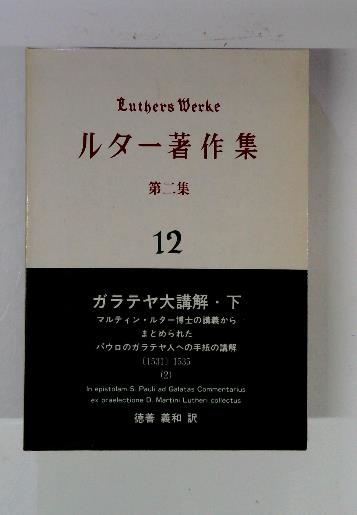 Luthers Werke
ルター著作集
第二集
12
ガラテヤ大講解・下
マルティン・ルター博士の講義から
まとめられた
パウロのガラテヤ人への手紙の講解
〔1531〕1535
(2)
In epistolam S. Pauli ad Galatas Commentarius
ex praelectione D. Martini Lutheri collectus
徳善 義和 訳